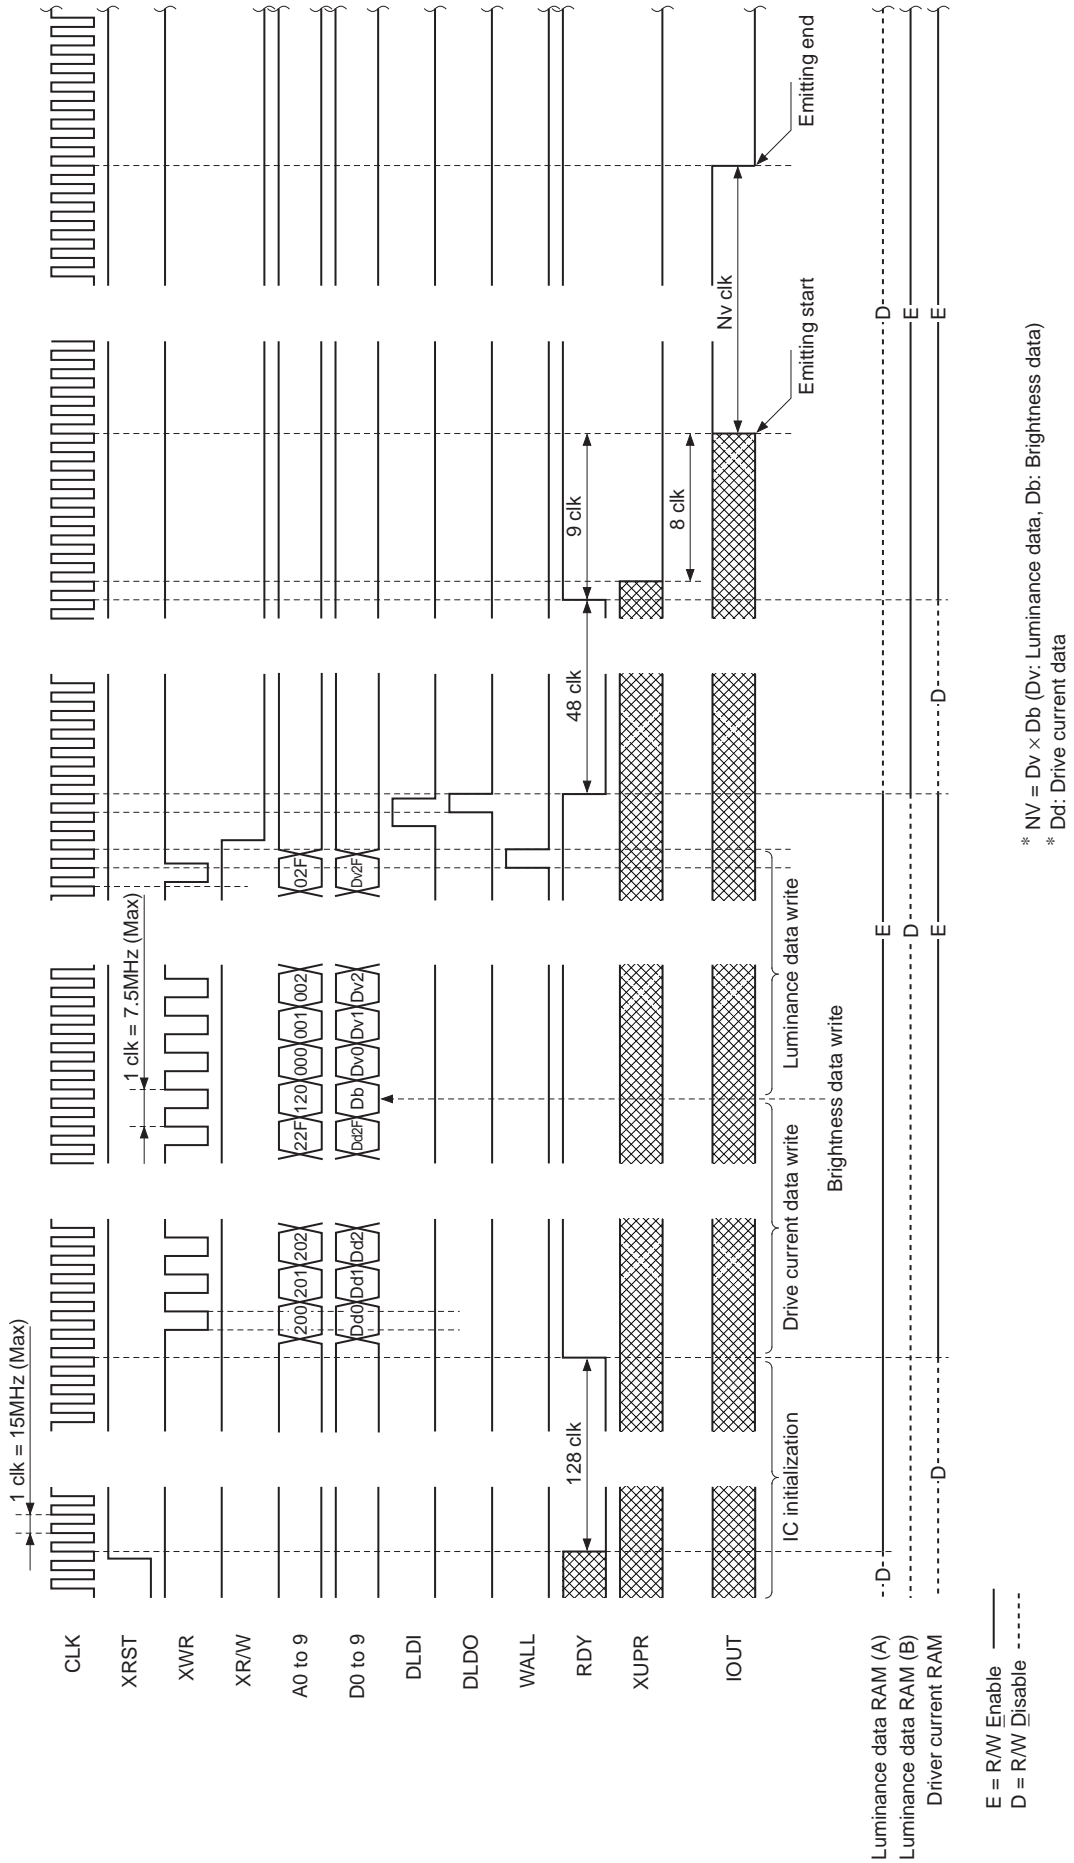 1 clk = 15MHz (Max)
1 clk = 7.5MHz (Max)
CLK
XRST
XWR
XR/W
A0 to 9
200
201
202
22F
120
000
001
002
02F
D0 to 9
Dd0
Dd1
Dd2
Dd2F
Db
Dv0
Dv1
Dv2
Dv2F
DLDI
DLDO
WALL
RDY
128 clk
48 clk
9 clk
XUPR
8 clk
IOUT
Nv clk
IC initialization
Drive current data write
Luminance data write
Emitting start
Emitting end
Brightness data write
Luminance data RAM (A)
D
E
D
Luminance data RAM (B)
D
E
Driver current RAM
D
E
D
E
E = R/W Enable
D = R/W Disable
* NV = Dv × Db (Dv: Luminance data, Db: Brightness data)
* Dd: Drive current data